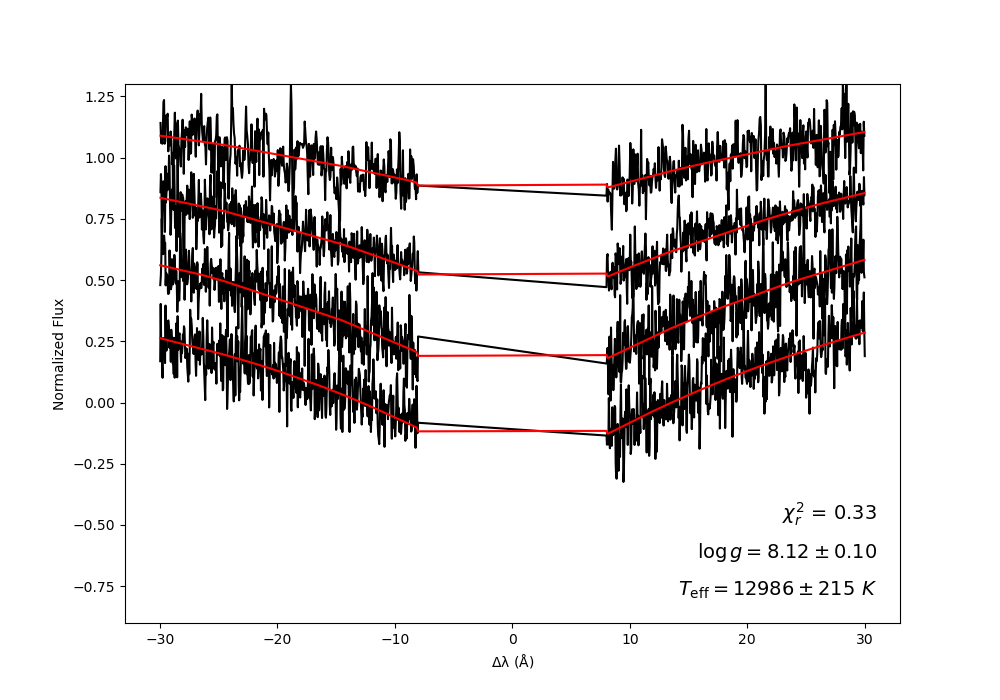 1.25
1.00
0.75
0.50
0.25
0.00
−0.25
−0.50
−0.75
Normalized Flux
χ²ᵣ = 0.33
log g = 8.12 ± 0.10
T_eff = 12986 ± 215 K
−30 −20 −10 0 10 20 30
Δλ (Å)